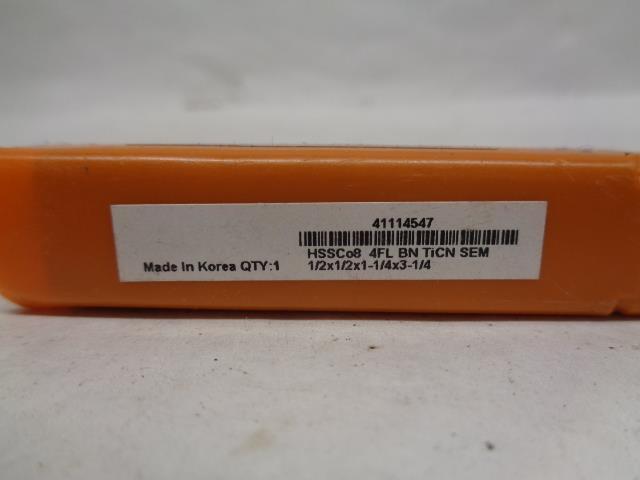 41114547
HSSCo8 4FL BN TiCN SEM
Made In Korea QTY:1 1/2x1/2x1-1/4x3-1/4